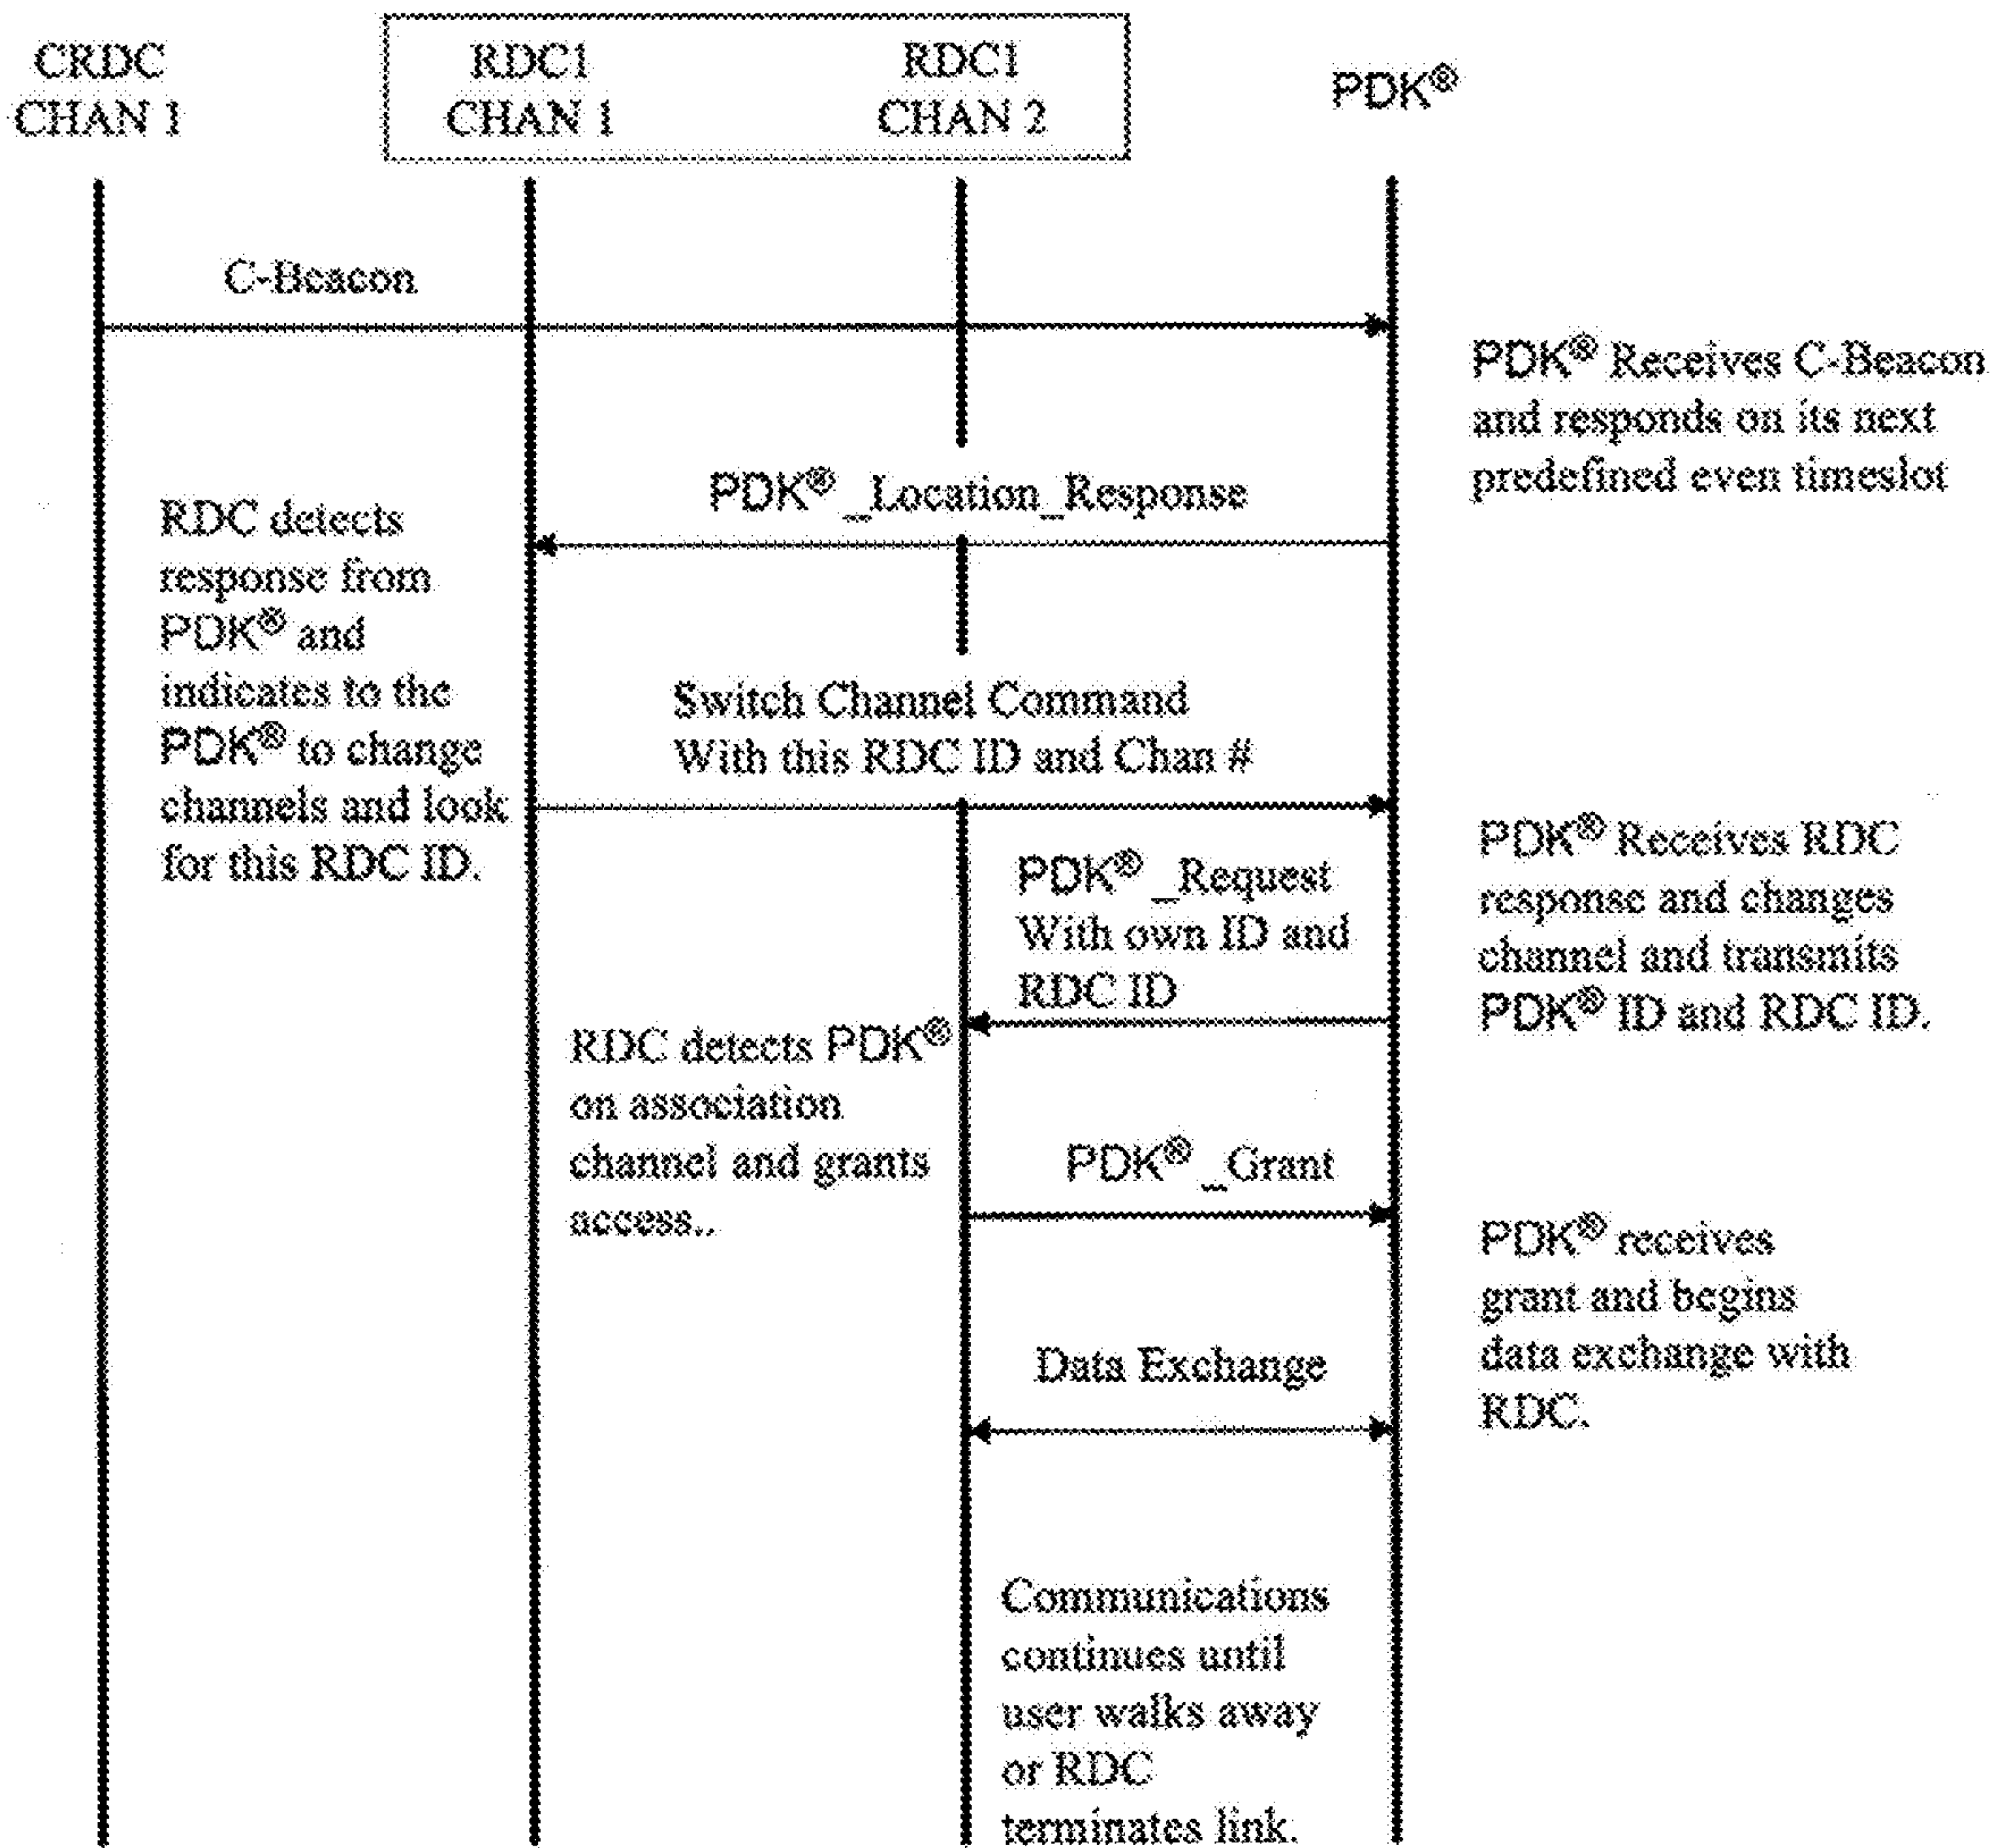 CRDC
CHAN 1
RDC1
CHAN 1
RDC1
CHAN 2
PDK®
C-Beacon
PDK® Receives C-Beacon
and responds on its next
predefined even timeslot
PDK®_Location_Response
RDC detects
response from
PDK® and
indicates to the
PDK® to change
channels and look
for this RDC ID.
Switch Channel Command
With this RDC ID and Chan #
PDK® Receives RDC
response and changes
channel and transmits
PDK® ID and RDC ID.
PDK®_Request
With own ID and
RDC ID
RDC detects PDK®
on association
channel and grants
access..
PDK®_Grant
PDK® receives
grant and begins
data exchange with
RDC.
Data Exchange
Communications
continues until
user walks away
or RDC
terminates link.